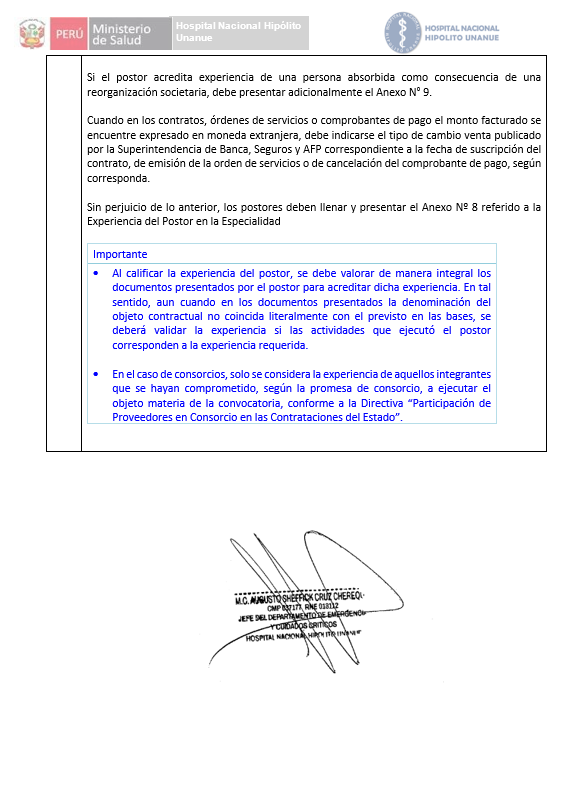 PERÚ
Ministerio
de Salud
Hospital Nacional Hipólito
Unanue
HOSPITAL NACIONAL
HIPÓLITO UNANUE
Si el postor acredita experiencia de una persona absorbida como consecuencia de una
reorganización societaria, debe presentar adicionalmente el Anexo N° 9.
Cuando en los contratos, órdenes de servicios o comprobantes de pago el monto facturado se
encuentre expresado en moneda extranjera, debe indicarse el tipo de cambio venta publicado
por la Superintendencia de Banca, Seguros y AFP correspondiente a la fecha de suscripción del
contrato, de emisión de la orden de servicios o de cancelación del comprobante de pago, según
corresponda.
Sin perjuicio de lo anterior, los postores deben llenar y presentar el Anexo Nº 8 referido a la
Experiencia del Postor en la Especialidad
Importante
• Al calificar la experiencia del postor, se debe valorar de manera integral los
documentos presentados por el postor para acreditar dicha experiencia. En tal
sentido, aun cuando en los documentos presentados la denominación del
objeto contractual no coincida literalmente con el previsto en las bases, se
deberá validar la experiencia si las actividades que ejecutó el postor
corresponden a la experiencia requerida.
• En el caso de consorcios, solo se considera la experiencia de aquellos integrantes
que se hayan comprometido, según la promesa de consorcio, a ejecutar el
objeto materia de la convocatoria, conforme a la Directiva “Participación de
Proveedores en Consorcio en las Contrataciones del Estado”.
M.C. AUGUSTO SHEFFICK CRUZ
CMP RNE
JEFE DEL DEPARTAMENTO DE EMERGENCIA
Y CUIDADOS CRITICOS
HOSPITAL NACIONAL HIPOLITO UNANUE